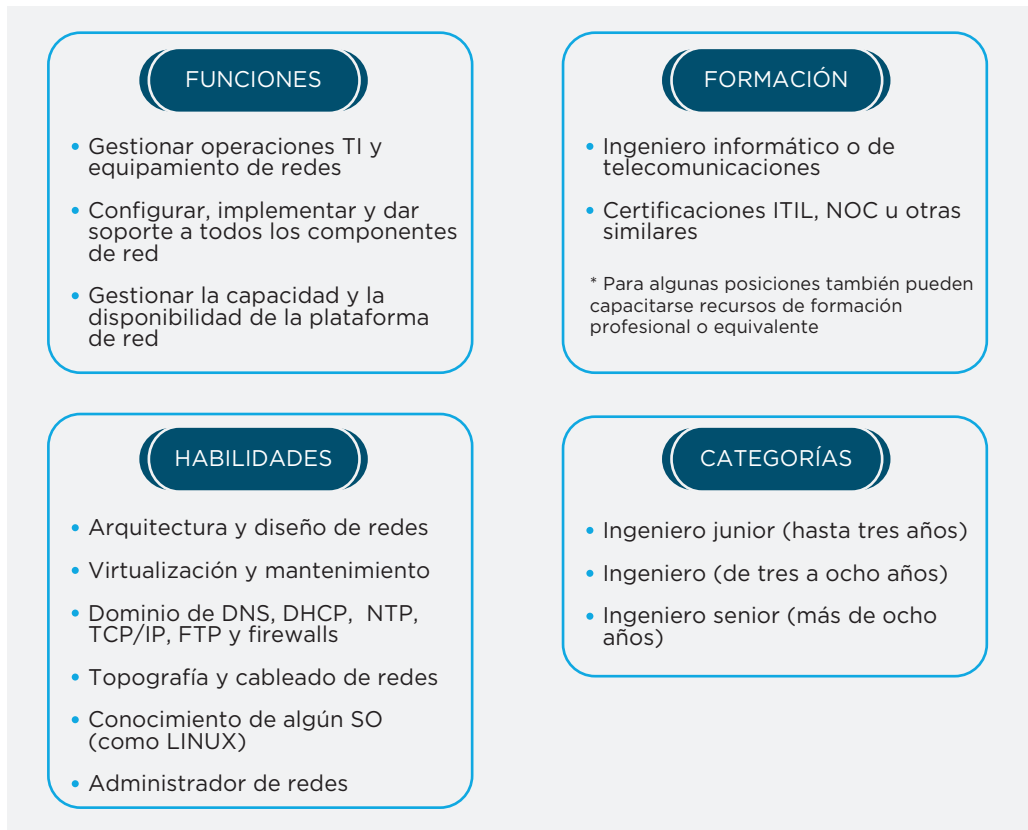 FUNCIONES
• Gestionar operaciones TI y
equipamiento de redes
• Configurar, implementar y dar
soporte a todos los componentes
de red
• Gestionar la capacidad y la
disponibilidad de la plataforma
de red
FORMACIÓN
• Ingeniero informático o de
telecomunicaciones
• Certificaciones ITIL, NOC u otras
similares
* Para algunas posiciones también pueden
capacitarse recursos de formación
profesional o equivalente
HABILIDADES
• Arquitectura y diseño de redes
• Virtualización y mantenimiento
• Dominio de DNS, DHCP, NTP,
TCP/IP, FTP y firewalls
• Topografía y cableado de redes
• Conocimiento de algún SO
(como LINUX)
• Administrador de redes
CATEGORÍAS
• Ingeniero junior (hasta tres años)
• Ingeniero (de tres a ocho años)
• Ingeniero senior (más de ocho
años)